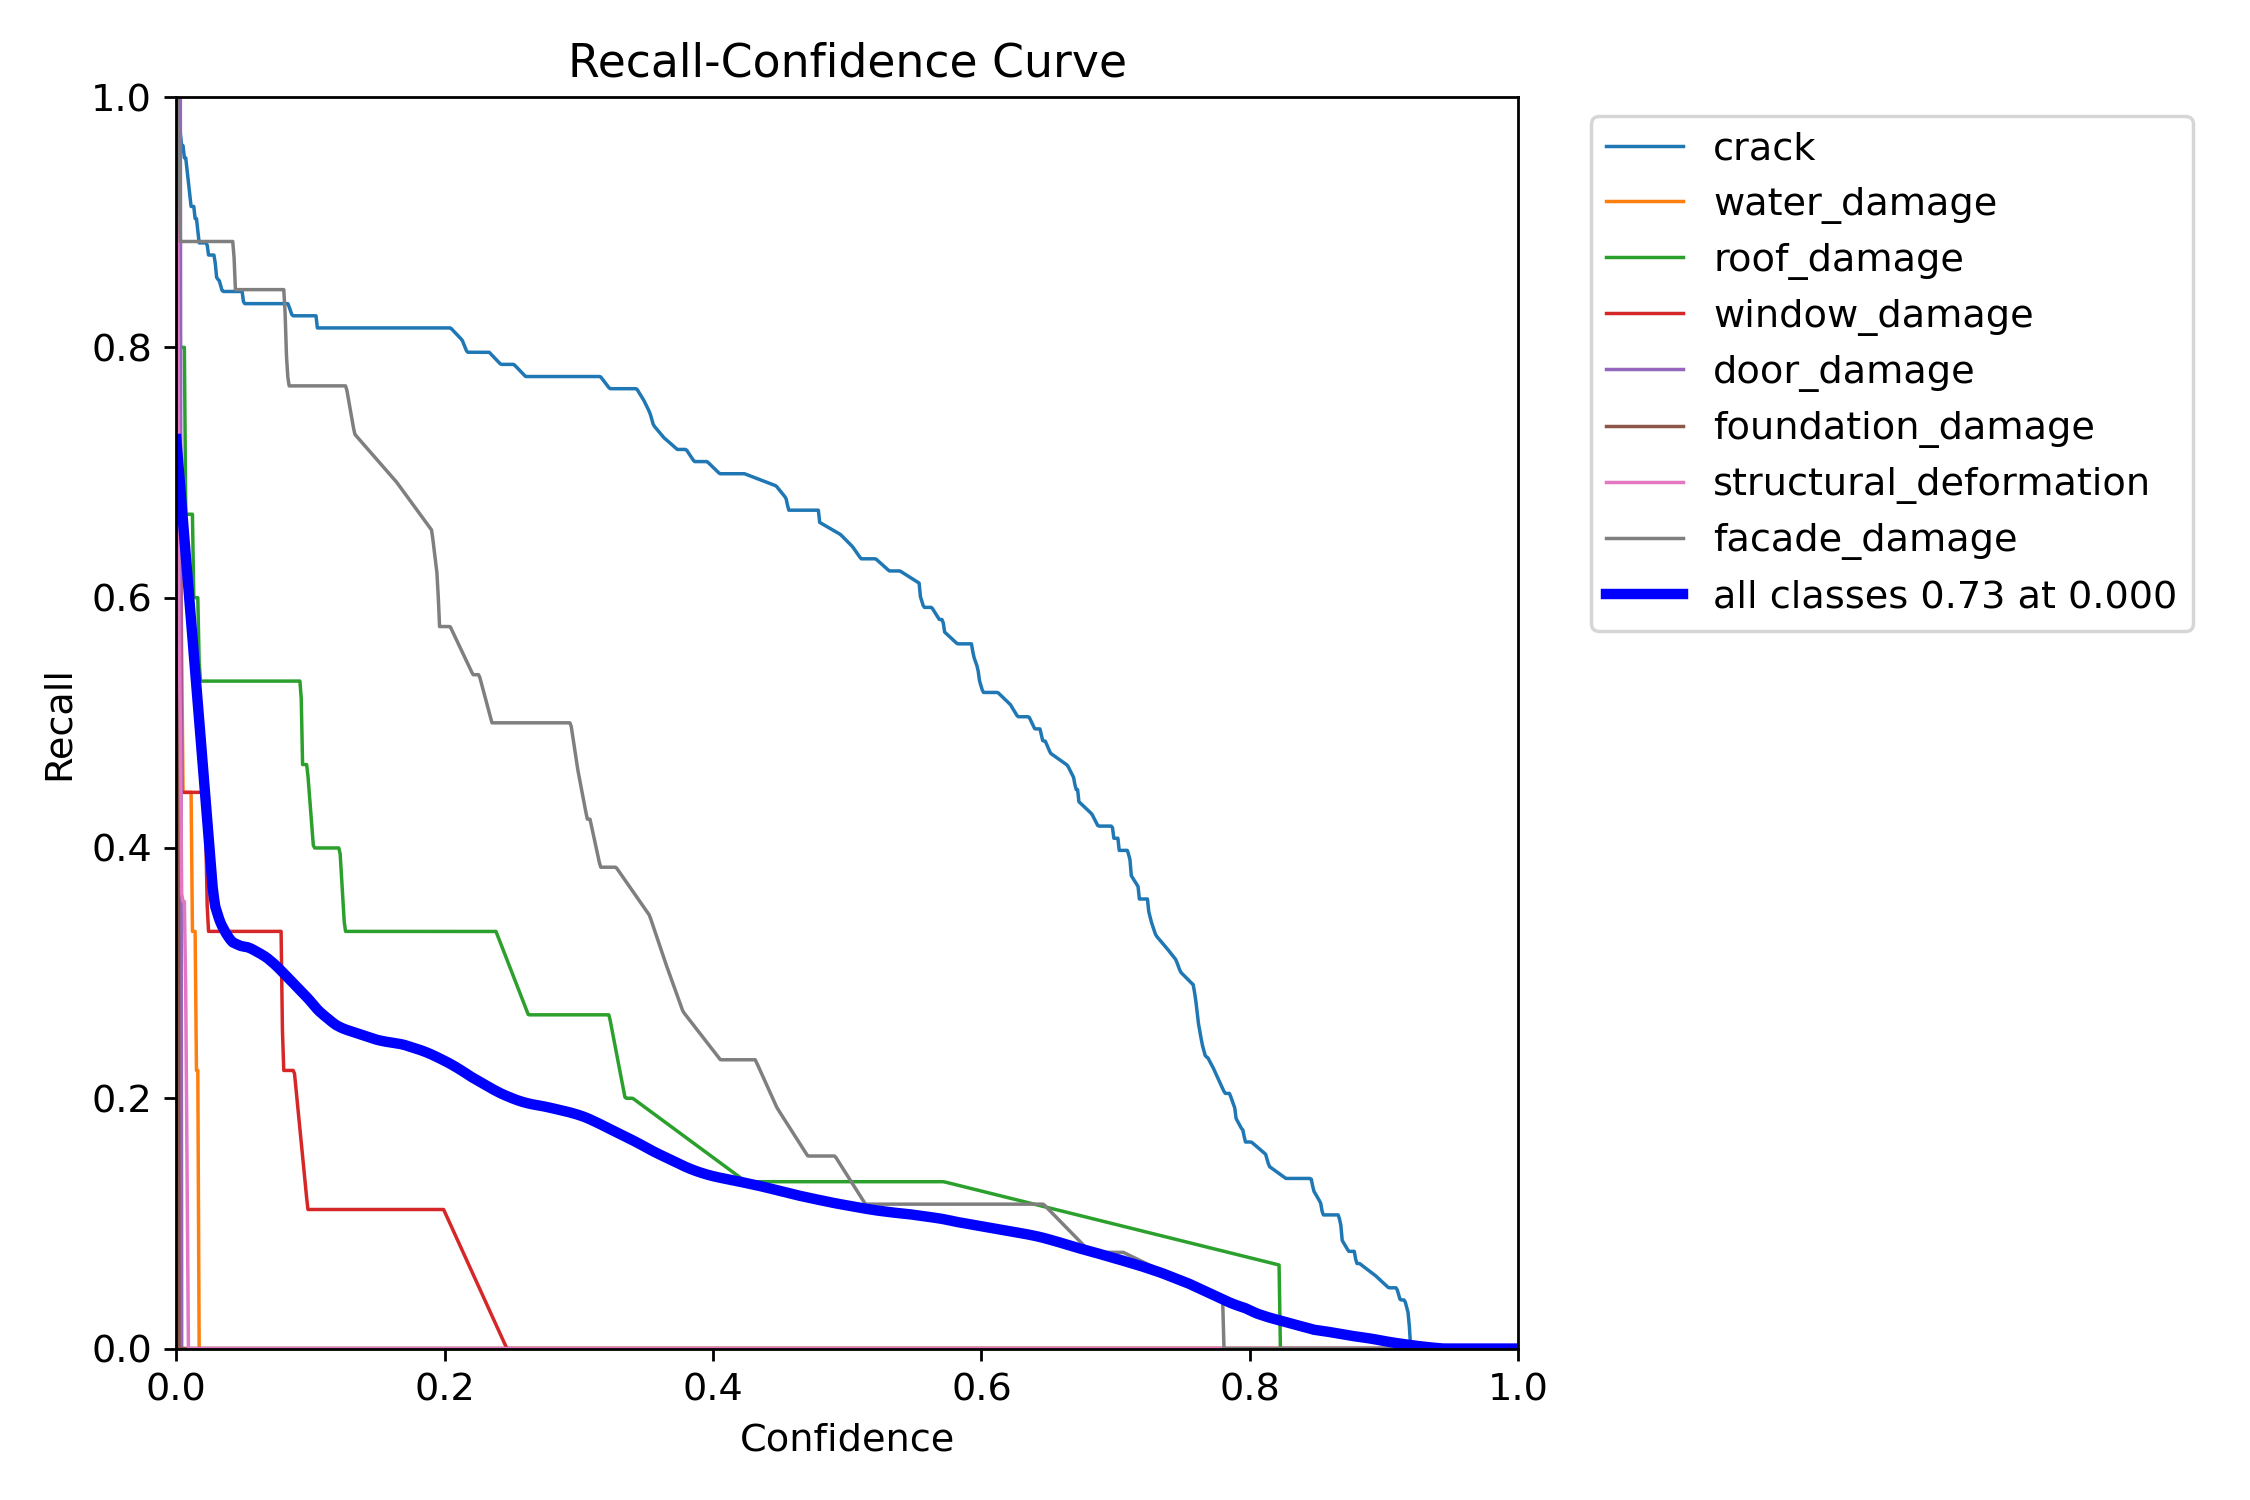 Recall-Confidence Curve
1.0
0.8
0.6
0.4
0.2
0.0
Recall
0.0 0.2 0.4 0.6 0.8 1.0
Confidence
crack
water_damage
roof_damage
window_damage
door_damage
foundation_damage
structural_deformation
facade_damage
all classes 0.73 at 0.000